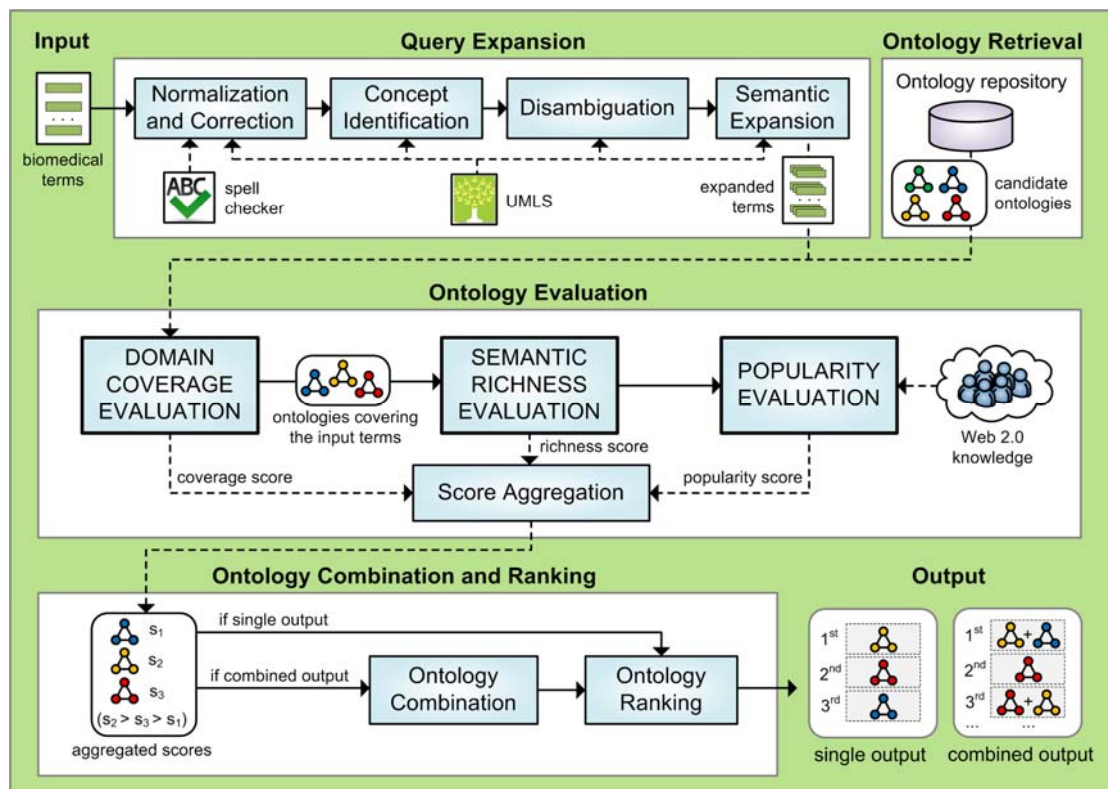 Input
Query Expansion
Ontology Retrieval
Normalization
and Correction
Concept
Identification
Disambiguation
Semantic
Expansion
Ontology repository
biomedical
terms
ABC
spell
checker
UMLS
expanded
terms
candidate
ontologies
Ontology Evaluation
DOMAIN
COVERAGE
EVALUATION
ontologies covering
the input terms
SEMANTIC
RICHNESS
EVALUATION
POPULARITY
EVALUATION
Web 2.0
knowledge
coverage score
richness score
popularity score
Score Aggregation
Ontology Combination and Ranking
Output
s1
s2
s3
(s2 > s3 > s1)
aggregated scores
if single output
if combined output
Ontology
Combination
Ontology
Ranking
1st
2nd
3rd
single output
1st +
2nd
3rd +
... ...
combined output